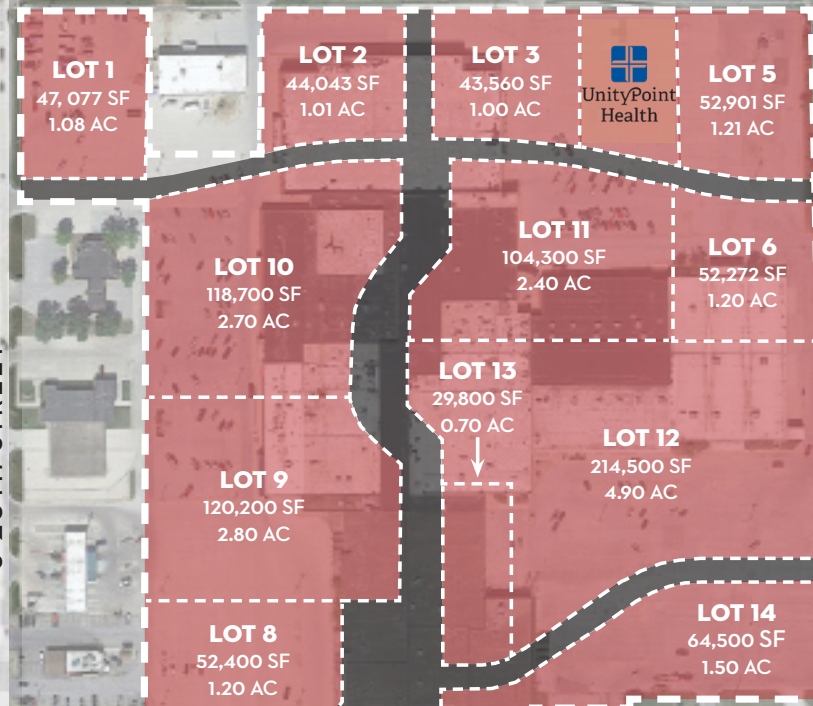 LOT 1
47, 077 SF
1.08 AC
LOT 2
44,043 SF
1.01 AC
LOT 3
43,560 SF
1.00 AC
UnityPoint
Health
LOT 5
52,901 SF
1.21 AC
LOT 10
118,700 SF
2.70 AC
LOT 11
104,300 SF
2.40 AC
LOT 6
52,272 SF
1.20 AC
LOT 13
29,800 SF
0.70 AC
LOT 12
214,500 SF
4.90 AC
LOT 9
120,200 SF
2.80 AC
LOT 8
52,400 SF
1.20 AC
LOT 14
64,500 SF
1.50 AC